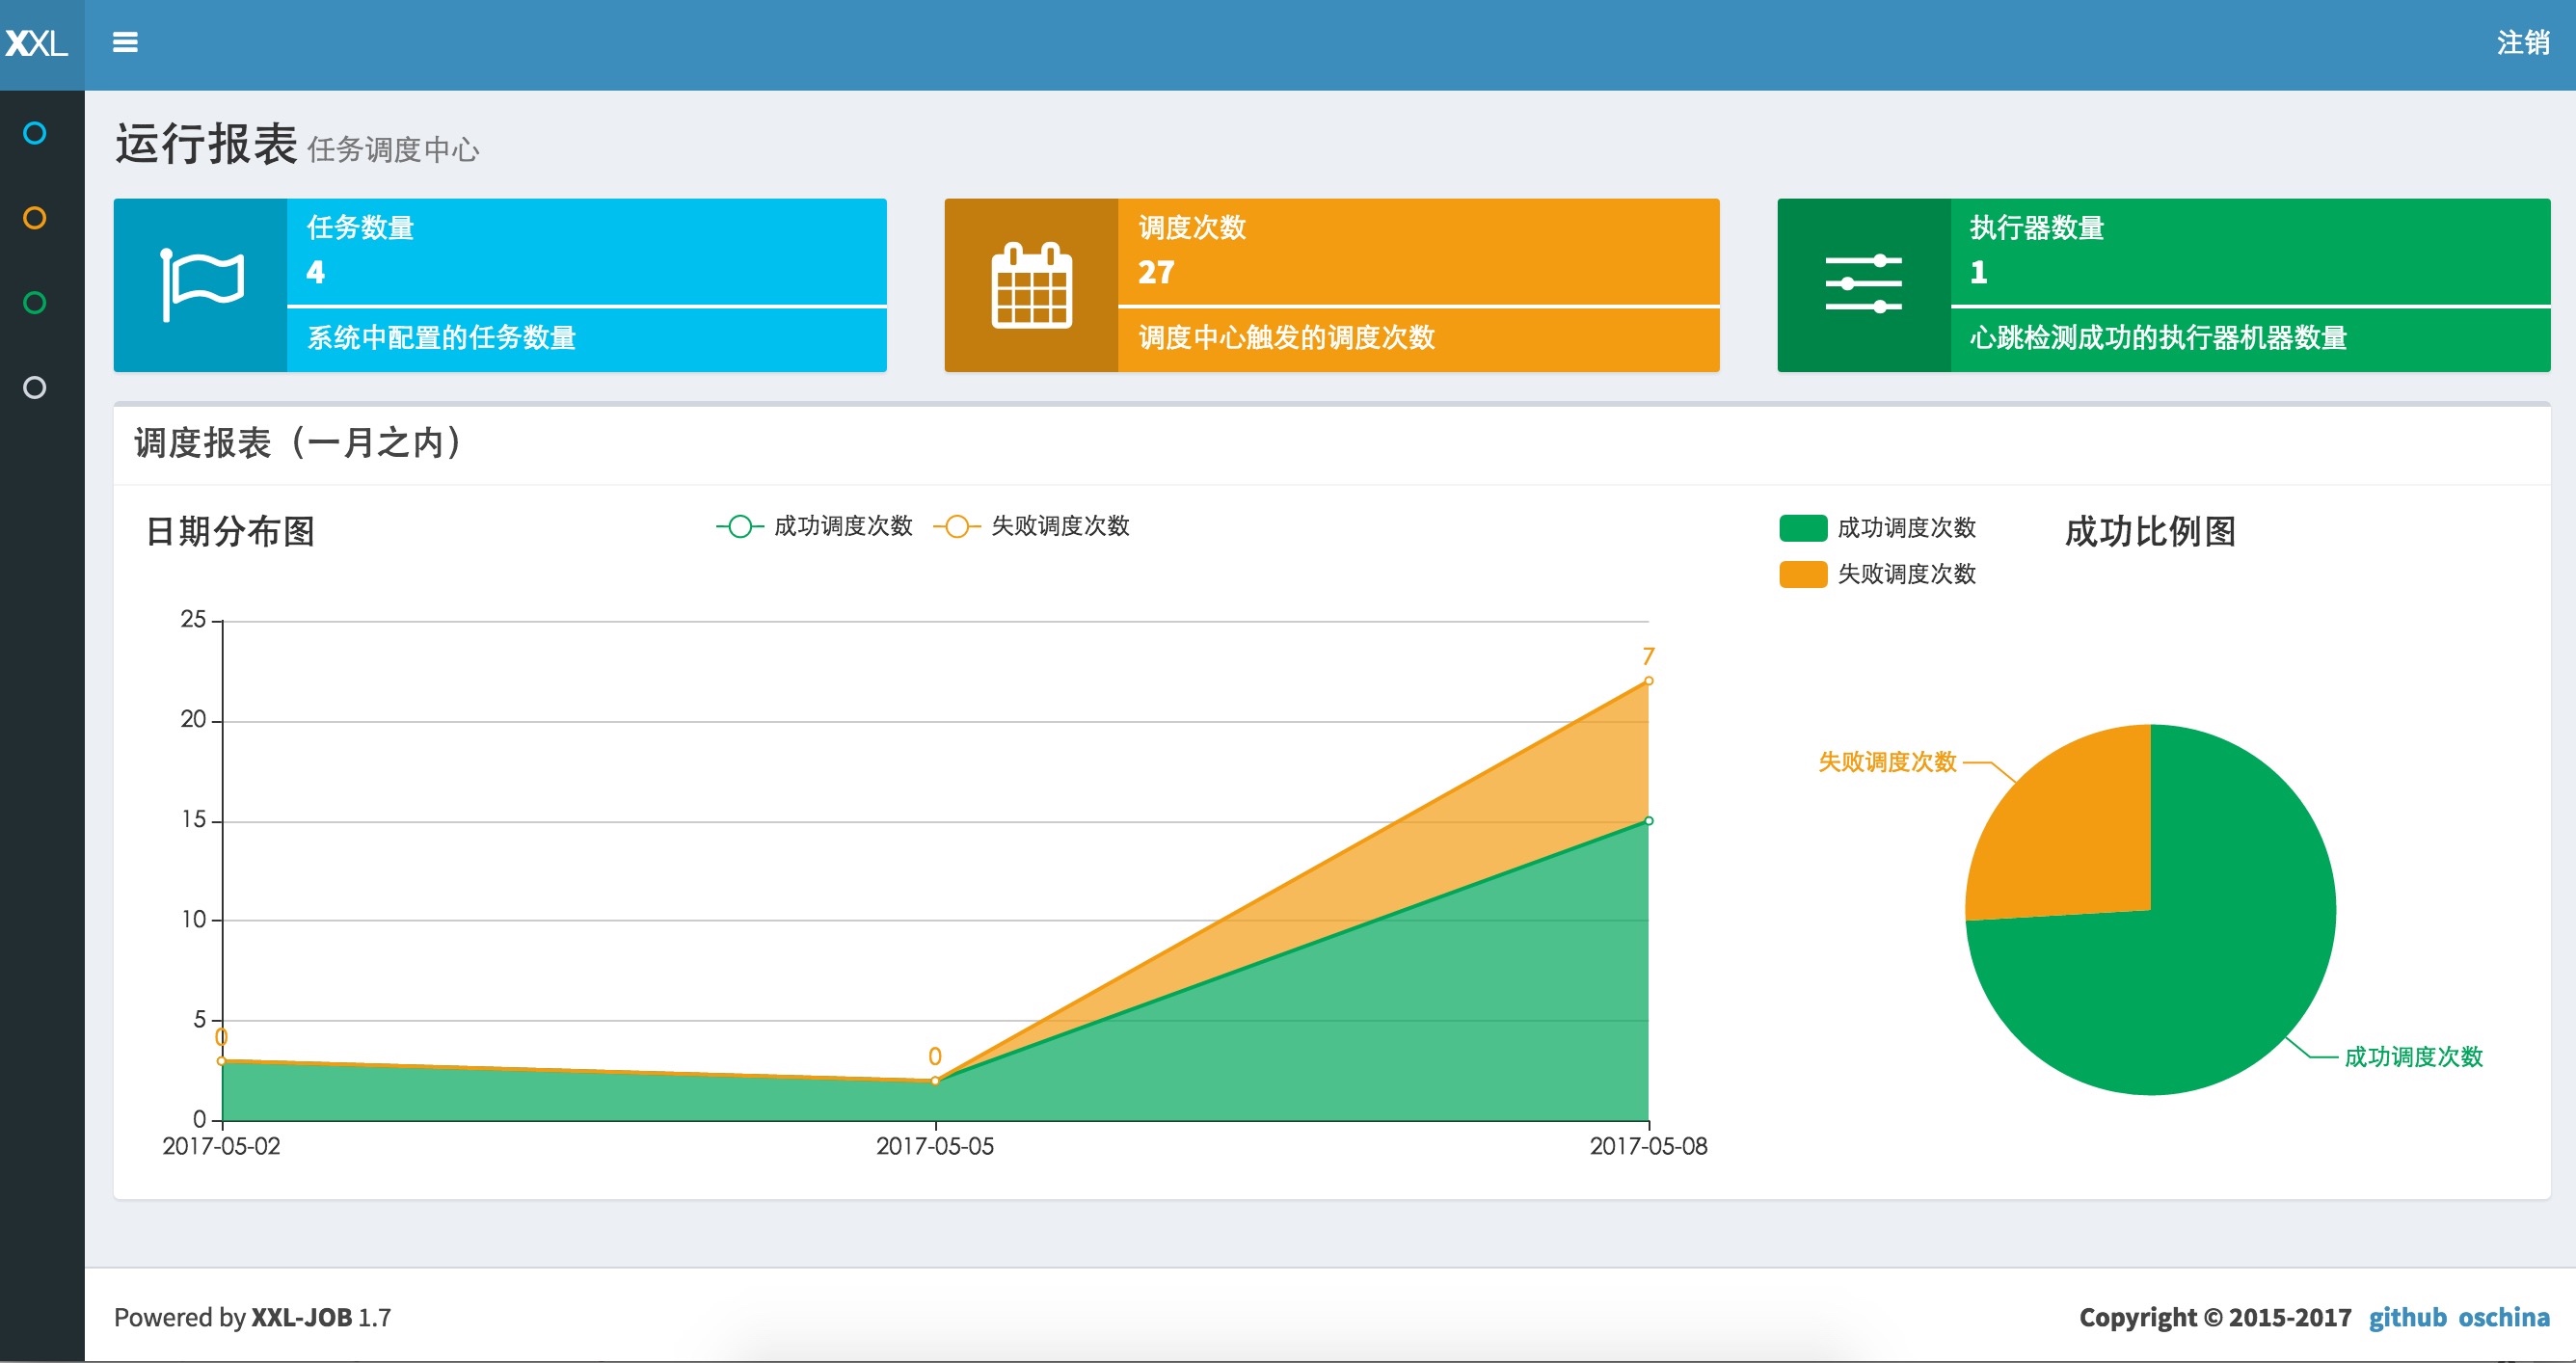 XXL
注销
运行报表 任务调度中心
任务数量
4
系统中配置的任务数量
调度次数
27
调度中心触发的调度次数
执行器数量
1
心跳检测成功的执行器机器数量
调度报表（一月之内）
日期分布图
成功调度次数 失败调度次数
25
20
15
10
5
0
0
0
7
2017-05-02 2017-05-05 2017-05-08
成功调度次数
失败调度次数
成功比例图
失败调度次数
成功调度次数
Powered by XXL-JOB 1.7
Copyright © 2015-2017 github oschina